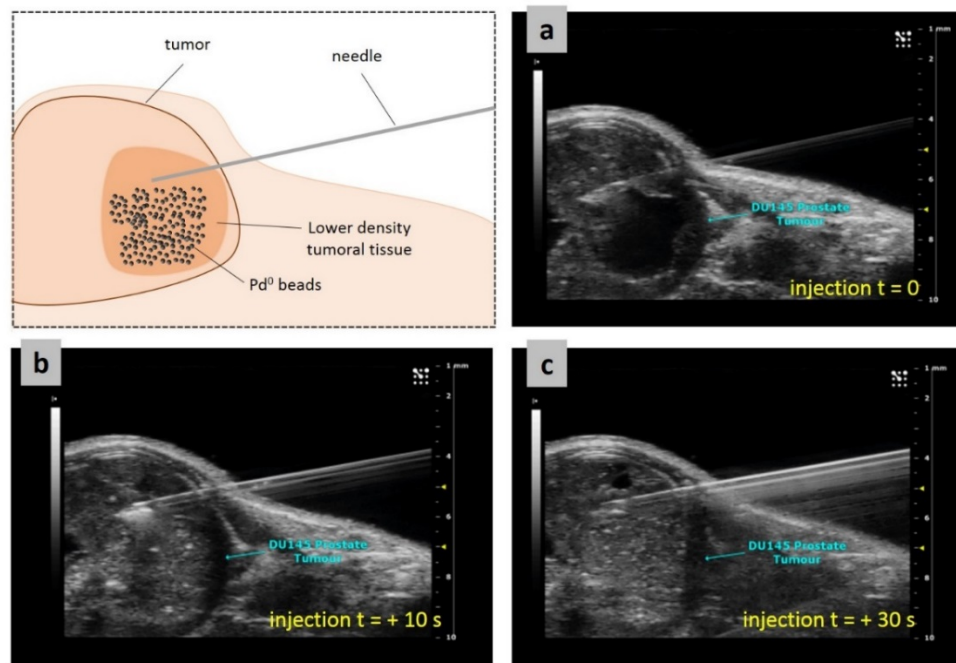 tumor
needle
Lower density
tumoral tissue
Pd⁰ beads
a
1 mm
2
4
6
8
10
DU145 Prostate
Tumour
injection t = 0
b
1 mm
2
4
6
8
10
DU145 Prostate
Tumour
injection t = + 10 s
c
1 mm
2
4
6
8
10
DU145 Prostate
Tumour
injection t = + 30 s